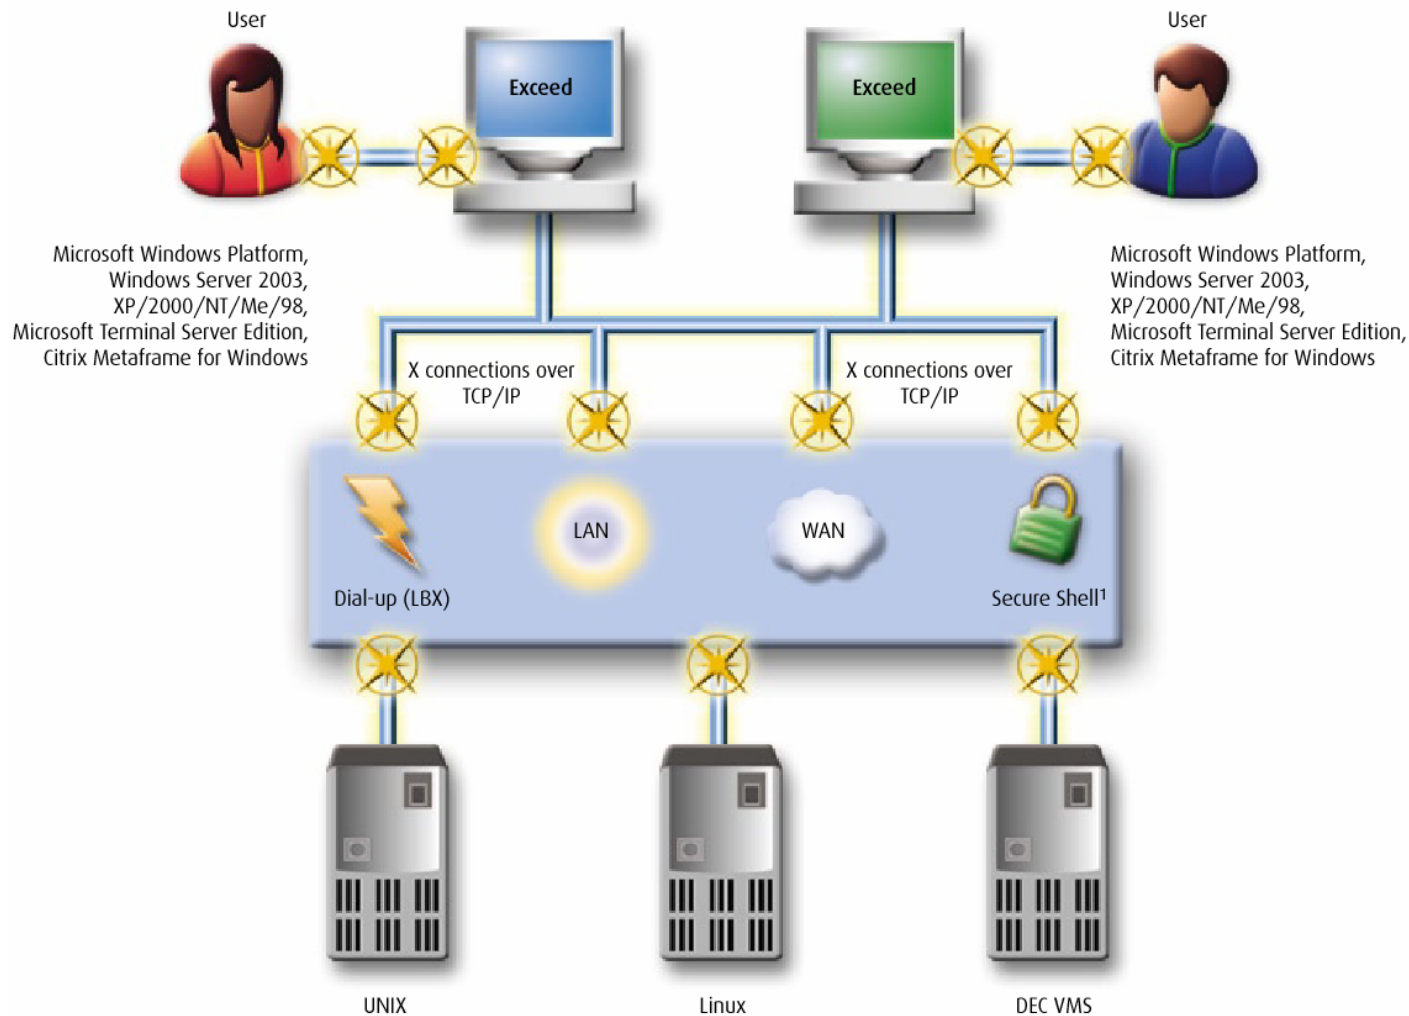 User
User
Exceed
Exceed
Microsoft Windows Platform,
Windows Server 2003,
XP/2000/NT/Me/98,
Microsoft Terminal Server Edition,
Citrix Metaframe for Windows
Microsoft Windows Platform,
Windows Server 2003,
XP/2000/NT/Me/98,
Microsoft Terminal Server Edition,
Citrix Metaframe for Windows
X connections over
TCP/IP
X connections over
TCP/IP
LAN
WAN
Dial-up (LBX)
Secure Shell¹
UNIX
Linux
DEC VMS